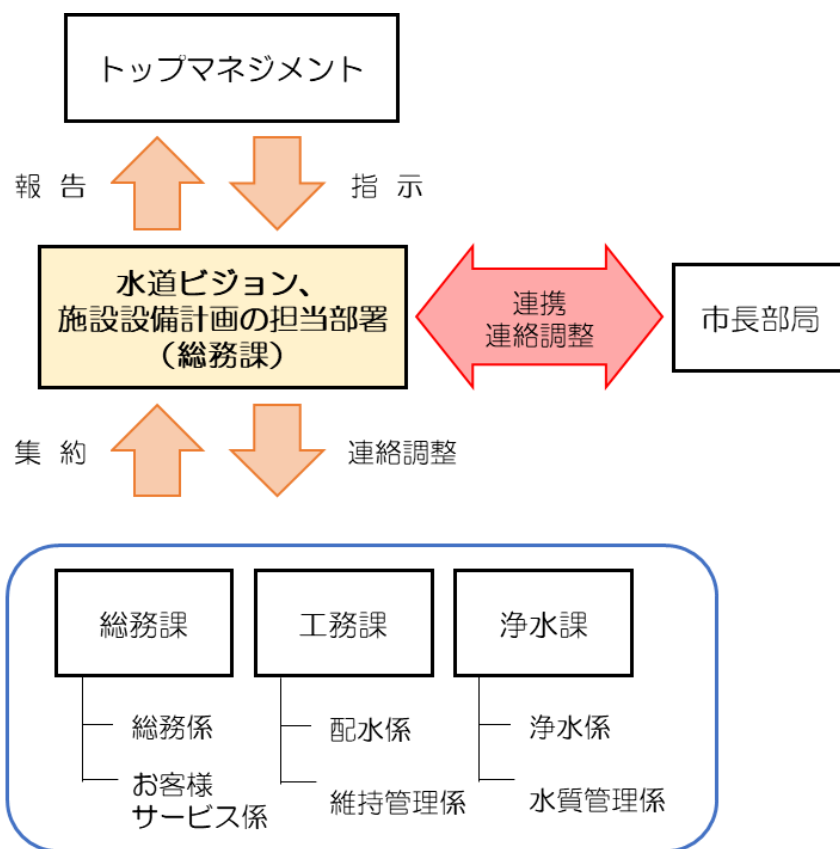 トップマネジメント
報告
指示
水道ビジョン、
施設設備計画の担当部署
（総務課）
連携
連絡調整
市長部局
集約
連絡調整
総務課
工務課
浄水課
総務係
配水係
浄水係
お客様
サービス係
維持管理係
水質管理係